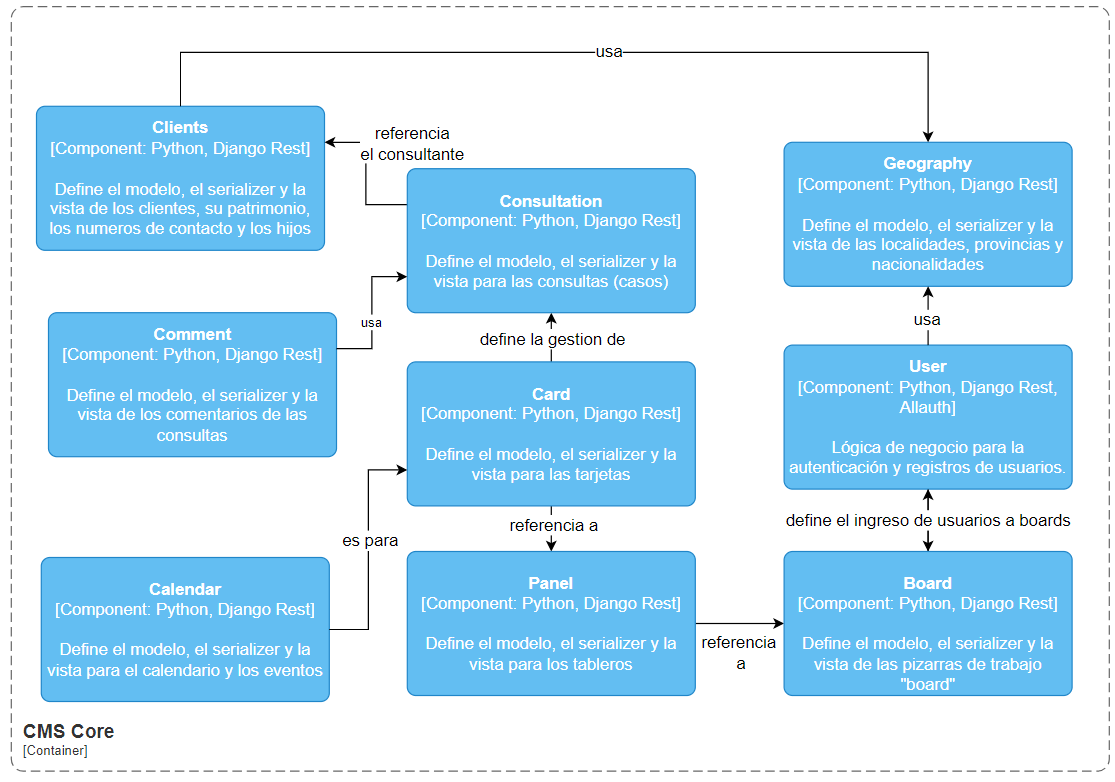 usa
Clients
[Component: Python, Django Rest]
Define el modelo, el serializer y la
vista de los clientes, su patrimonio,
los numeros de contacto y los hijos
referencia
el consultante
Consultation
[Component: Python, Django Rest]
Define el modelo, el serializer y la
vista para las consultas (casos)
Geography
[Component: Python, Django Rest]
Define el modelo, el serializer y la
vista de las localidades, provincias y
nacionalidades
usa
Comment
[Component: Python, Django Rest]
Define el modelo, el serializer y la
vista de los comentarios de las
consultas
define la gestion de
usa
Card
[Component: Python, Django Rest]
Define el modelo, el serializer y la
vista para las tarjetas
User
[Component: Python, Django Rest,
Allauth]
Lógica de negocio para la
autenticación y registros de usuarios.
es para
referencia a
define el ingreso de usuarios a boards
Calendar
[Component: Python, Django Rest]
Define el modelo, el serializer y la
vista para el calendario y los eventos
Panel
[Component: Python, Django Rest]
Define el modelo, el serializer y la
vista para los tableros
referencia
a
Board
[Component: Python, Django Rest]
Define el modelo, el serializer y la
vista de las pizarras de trabajo
"board"
CMS Core
[Container]